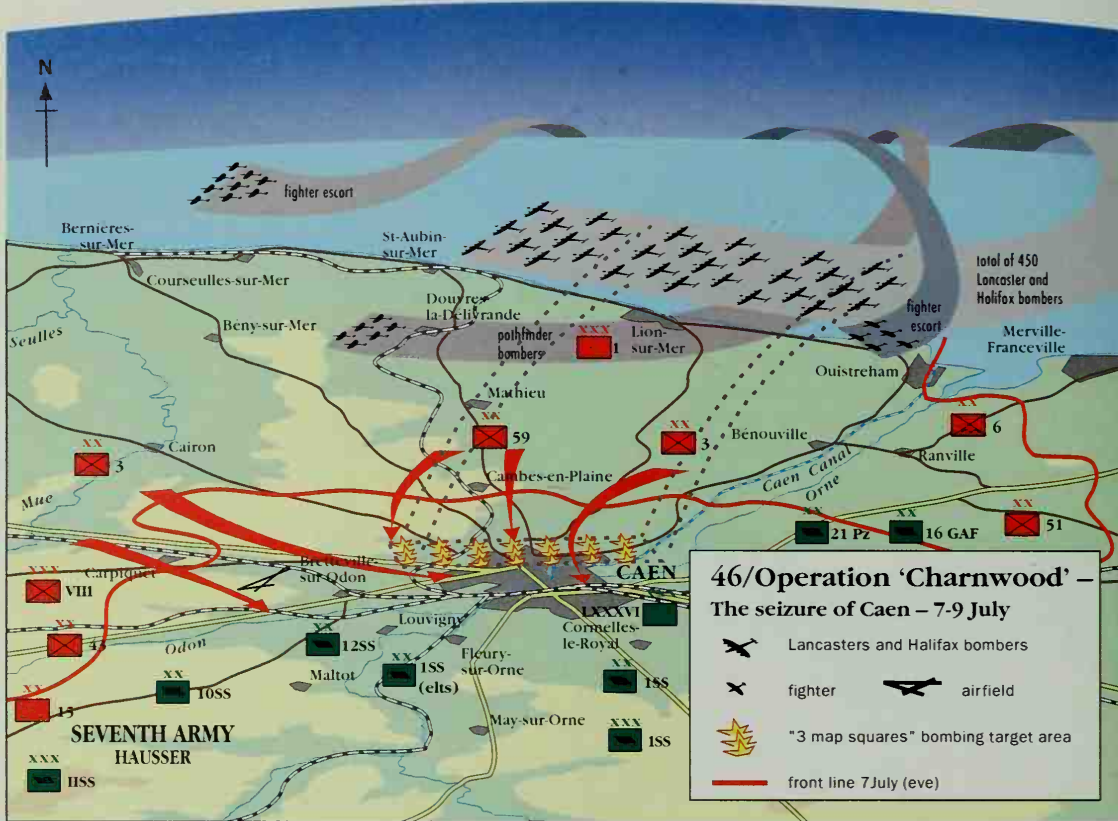 N
fighter escort
Bernières-
sur-Mer
St-Aubin
sur-Mer
Courseulles-sur-Mer
total of 450
Lancaster and
Halifax bombers
fighter
escort
Douvres-
la-Délivrande
Seulles
Bény-sur-Mer
pathfinder
bombers
XXX
1
Lion-
sur-Mer
Merville-
Franceville
Ouistreham
Mathieu
XX
59
XX
3
XX
6
Bénouville
Ranville
XX
3
Cairon
Cambes-en-Plaine
Caen Canal
Orne
Mue
XX
21 Pz
XX
16 GAF
XX
51
Carpiquet
Bretteville-
sur Odon
CAEN
XXX
VIII
LXXXVI
Louvigny
Cormelles-
le-Royal
XX
43
Odon
XX
12SS
Fleury-
sur-Orne
XX
1SS
(elts)
Maltot
XX
10SS
XX
1SS
XX
15
SEVENTH ARMY
HAUSSER
May-sur-Orne
XXX
1SS
XXX
IISS
46/Operation 'Charnwood' –
The seizure of Caen – 7-9 July
Lancasters and Halifax bombers
fighter
airfield
"3 map squares" bombing target area
front line 7July (eve)